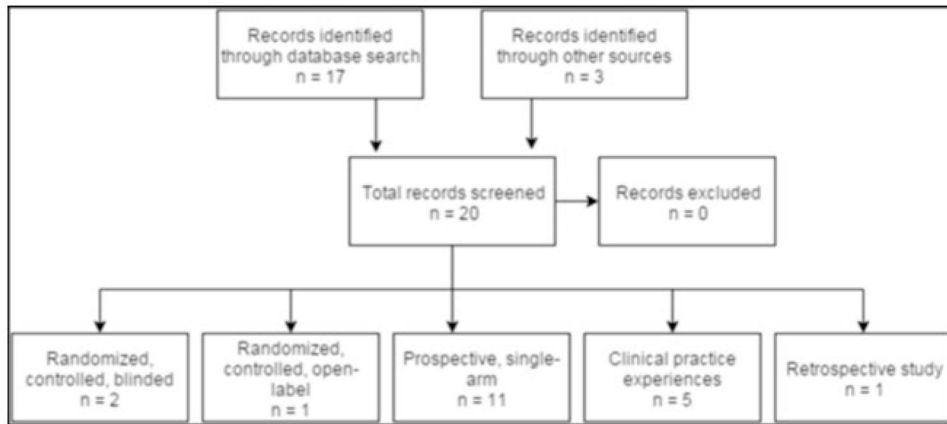 Records identified
through database search
n = 17
Records identified
through other sources
n = 3
Total records screened
n = 20
Records excluded
n = 0
Randomized,
controlled, blinded
n = 2
Randomized,
controlled, open-
label
n = 1
Prospective, single-
arm
n = 11
Clinical practice
experiences
n = 5
Retrospective study
n = 1